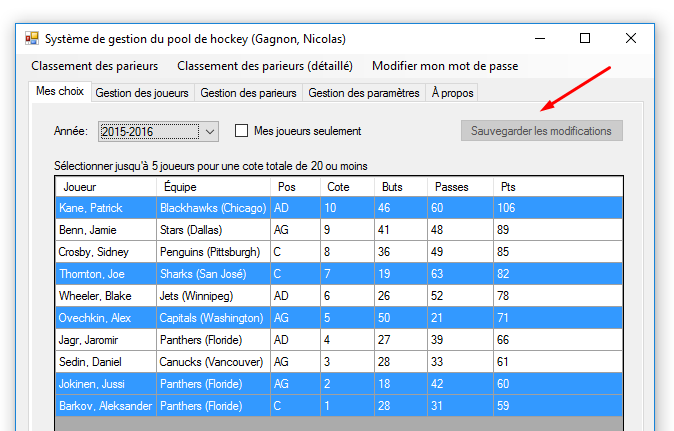 Système de gestion du pool de hockey (Gagnon, Nicolas)
Classement des parieurs Classement des parieurs (détaillé) Modifier mon mot de passe
Mes choix Gestion des joueurs Gestion des parieurs Gestion des paramètres À propos
Année: 2015-2016 Mes joueurs seulement Sauvegarder les modifications
Sélectionner jusqu'à 5 joueurs pour une cote totale de 20 ou moins
Joueur Équipe Pos Cote Buts Passes Pts
Kane, Patrick Blackhawks (Chicago) AD 10 46 60 106
Benn, Jamie Stars (Dallas) AG 9 41 48 89
Crosby, Sidney Penguins (Pittsburgh) C 8 36 49 85
Thornton, Joe Sharks (San José) C 7 19 63 82
Wheeler, Blake Jets (Winnipeg) AD 6 26 52 78
Ovechkin, Alex Capitals (Washington) AG 5 50 21 71
Jagr, Jaromir Panthers (Floride) AD 4 27 39 66
Sedin, Daniel Canucks (Vancouver) AG 3 28 33 61
Jokinen, Jussi Panthers (Floride) AG 2 18 42 60
Barkov, Aleksander Panthers (Floride) C 1 28 31 59